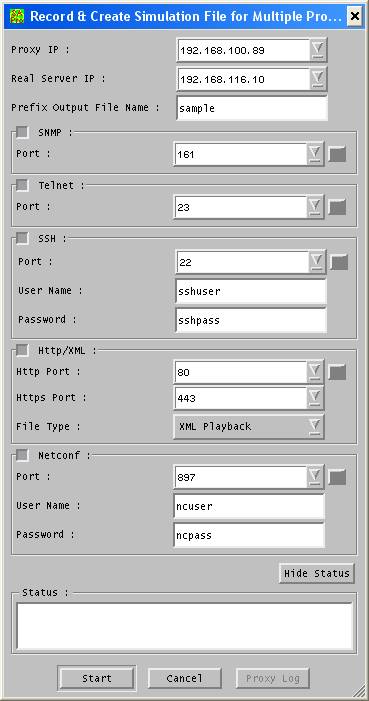 Record & Create Simulation File for Multiple Pro...
Proxy IP : 192.168.100.89
Real Server IP : 192.168.116.10
Prefix Output File Name : sample
SNMP :
Port : 161
Telnet :
Port : 23
SSH :
Port : 22
User Name : sshuser
Password : sshpass
Http/XML :
Http Port : 80
Https Port : 443
File Type : XML Playback
Netconf :
Port : 897
User Name : ncuser
Password : ncpass
Hide Status
Status :
Start Cancel Proxy Log